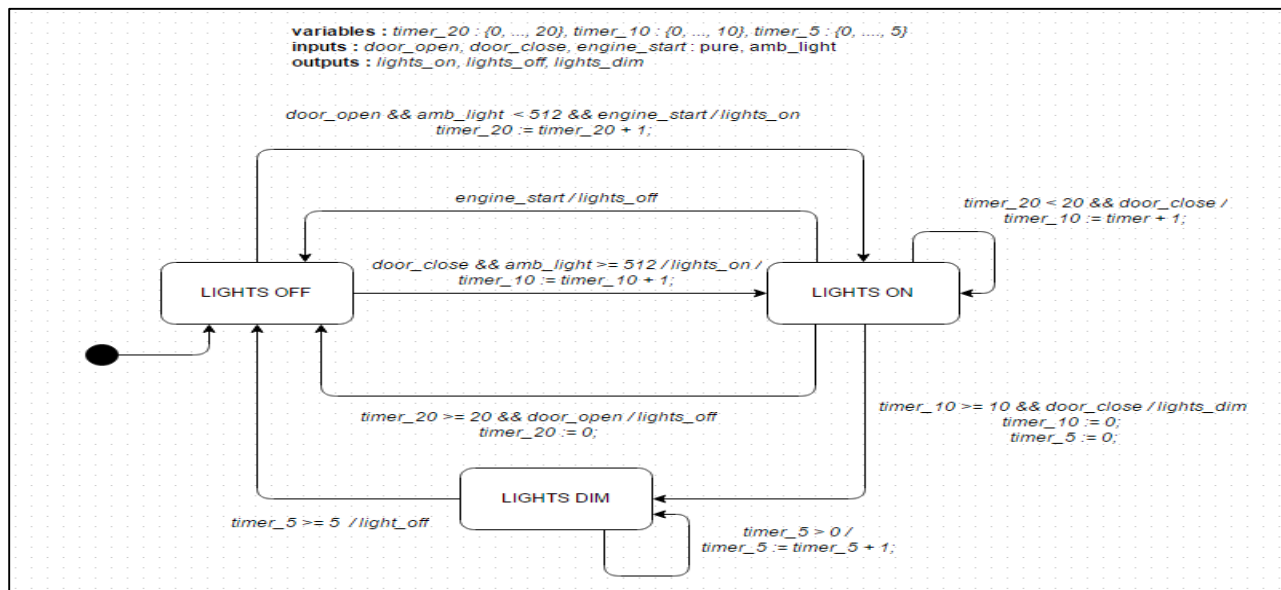 variables : timer_20 : {0, ..., 20}, timer_10 : {0, ..., 10}, timer_5 : {0, ...., 5}
inputs : door_open, door_close, engine_start : pure, amb_light
outputs : lights_on, lights_off, lights_dim
door_open && amb_light < 512 && engine_start / lights_on
timer_20 := timer_20 + 1;
engine_start / lights_off
timer_20 < 20 && door_close /
timer_10 := timer + 1;
door_close && amb_light >= 512 / lights_on /
timer_10 := timer_10 + 1;
LIGHTS OFF
LIGHTS ON
timer_20 >= 20 && door_open / lights_off
timer_20 := 0;
timer_10 >= 10 && door_close / lights_dim
timer_10 := 0;
timer_5 := 0;
LIGHTS DIM
timer_5 >= 5 / light_off
timer_5 > 0 /
timer_5 := timer_5 + 1;